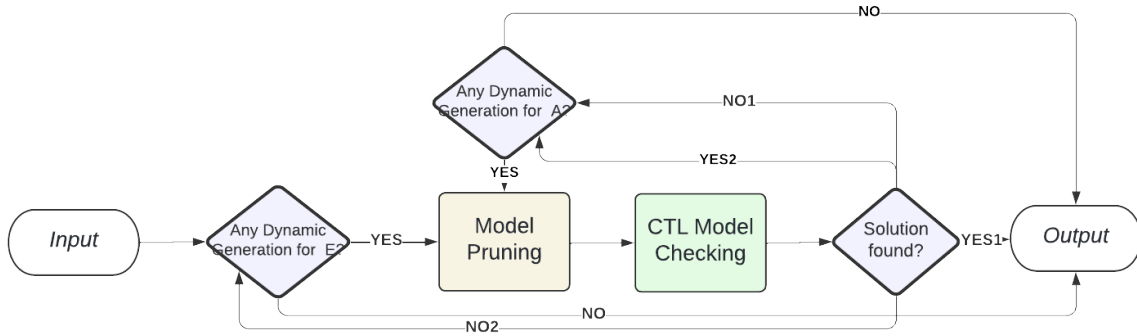 NO
Any Dynamic
Generation for A?
NO1
YES2
YES
Input
Any Dynamic
Generation for E?
YES
Model
Pruning
CTL Model
Checking
Solution
found?
YES1
Output
NO
NO2